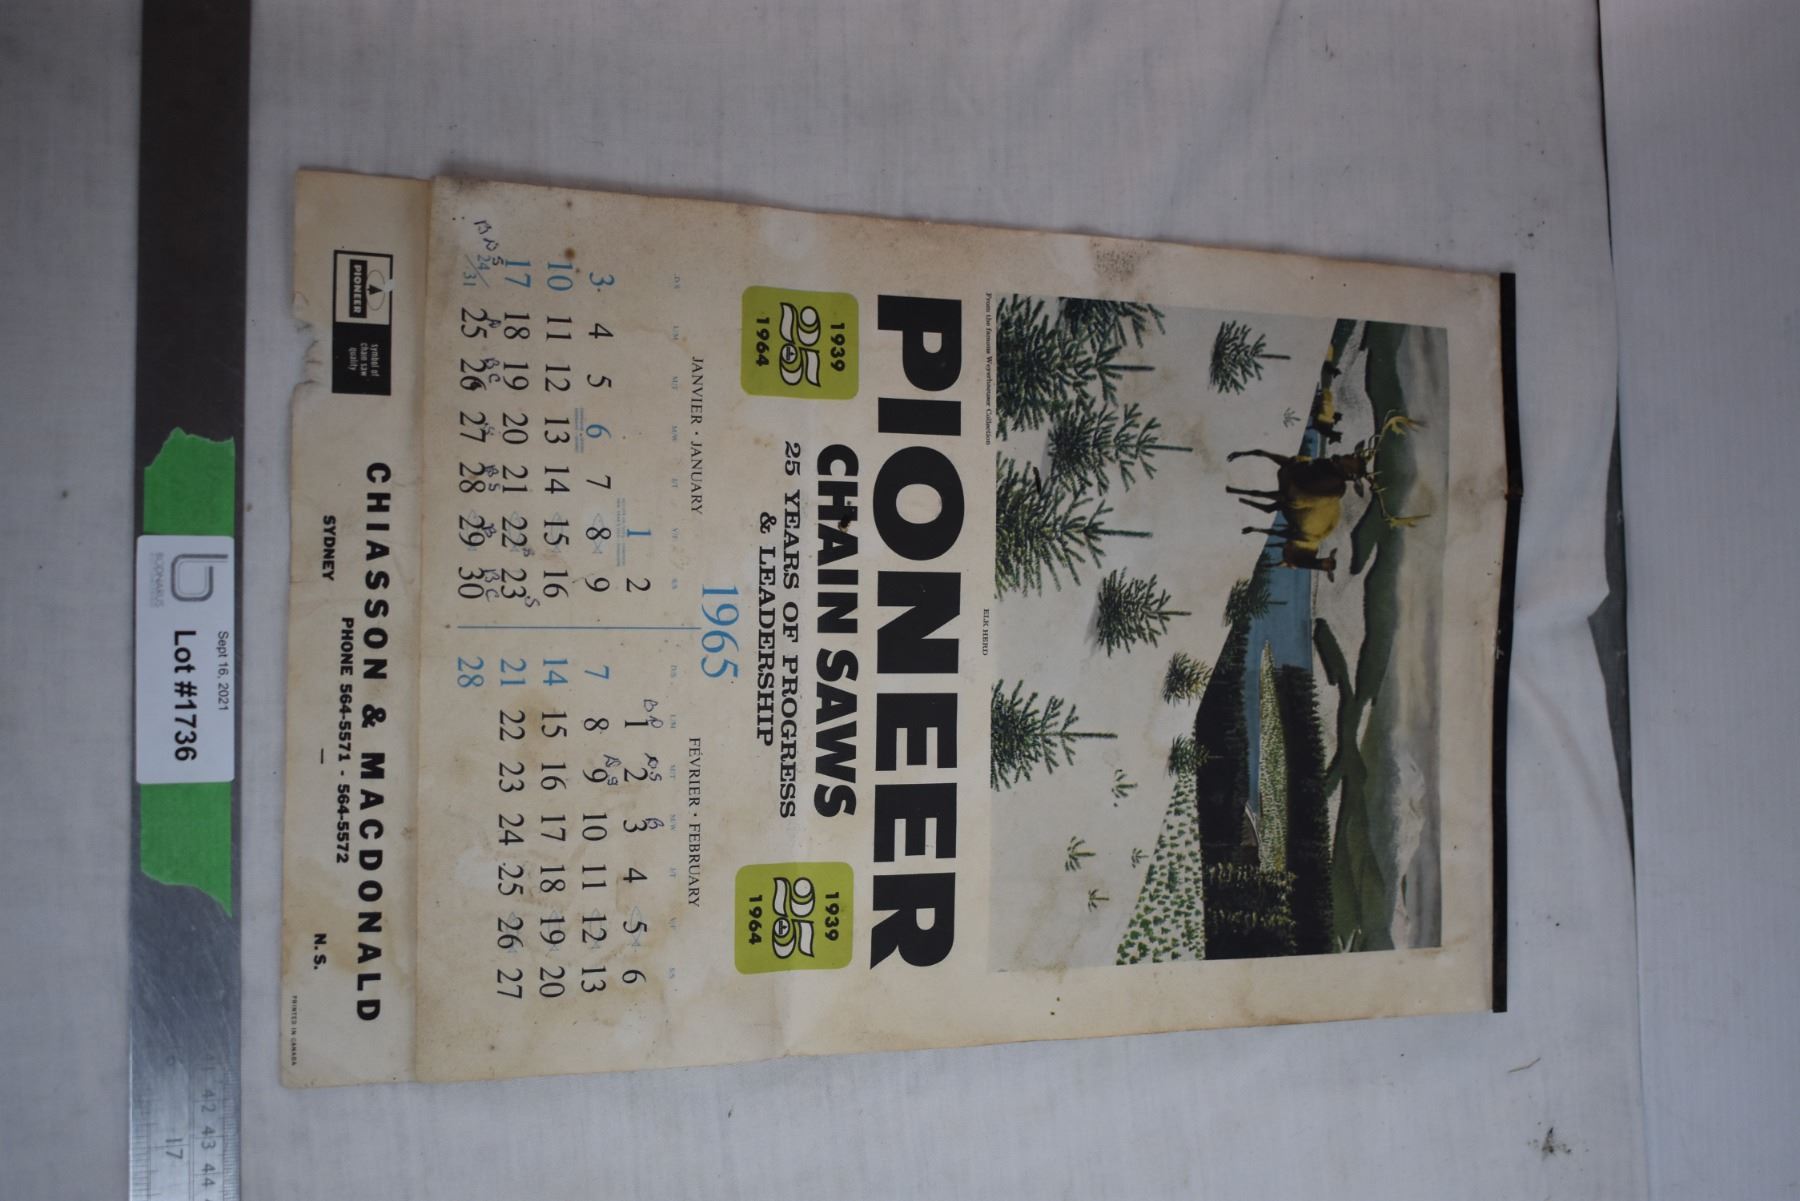 From the famous Weyerhaeuser Collection
ELK HERD
PIONEER
CHAIN SAWS
25 YEARS OF PROGRESS
& LEADERSHIP
1939
25
1964
1939
25
1964
1965
JANVIER · JANUARY
1 2
3 4 5 6 7 8 9
10 11 12 13 14 15 16
17 18 19 20 21 22 23
24/31 25 26 27 28 29 30
FÉVRIER · FEBRUARY
1 2 3 4 5 6
7 8 9 10 11 12 13
14 15 16 17 18 19 20
21 22 23 24 25 26 27
28
PIONEER
symbol of
chain saw
quality
CHIASSON & MACDONALD
PHONE 564-5571 - 564-5572
SYDNEY — N. S.
PRINTED IN CANADA
BODNARUS
Sept 16, 2021
Lot #1736
42 43 44
17